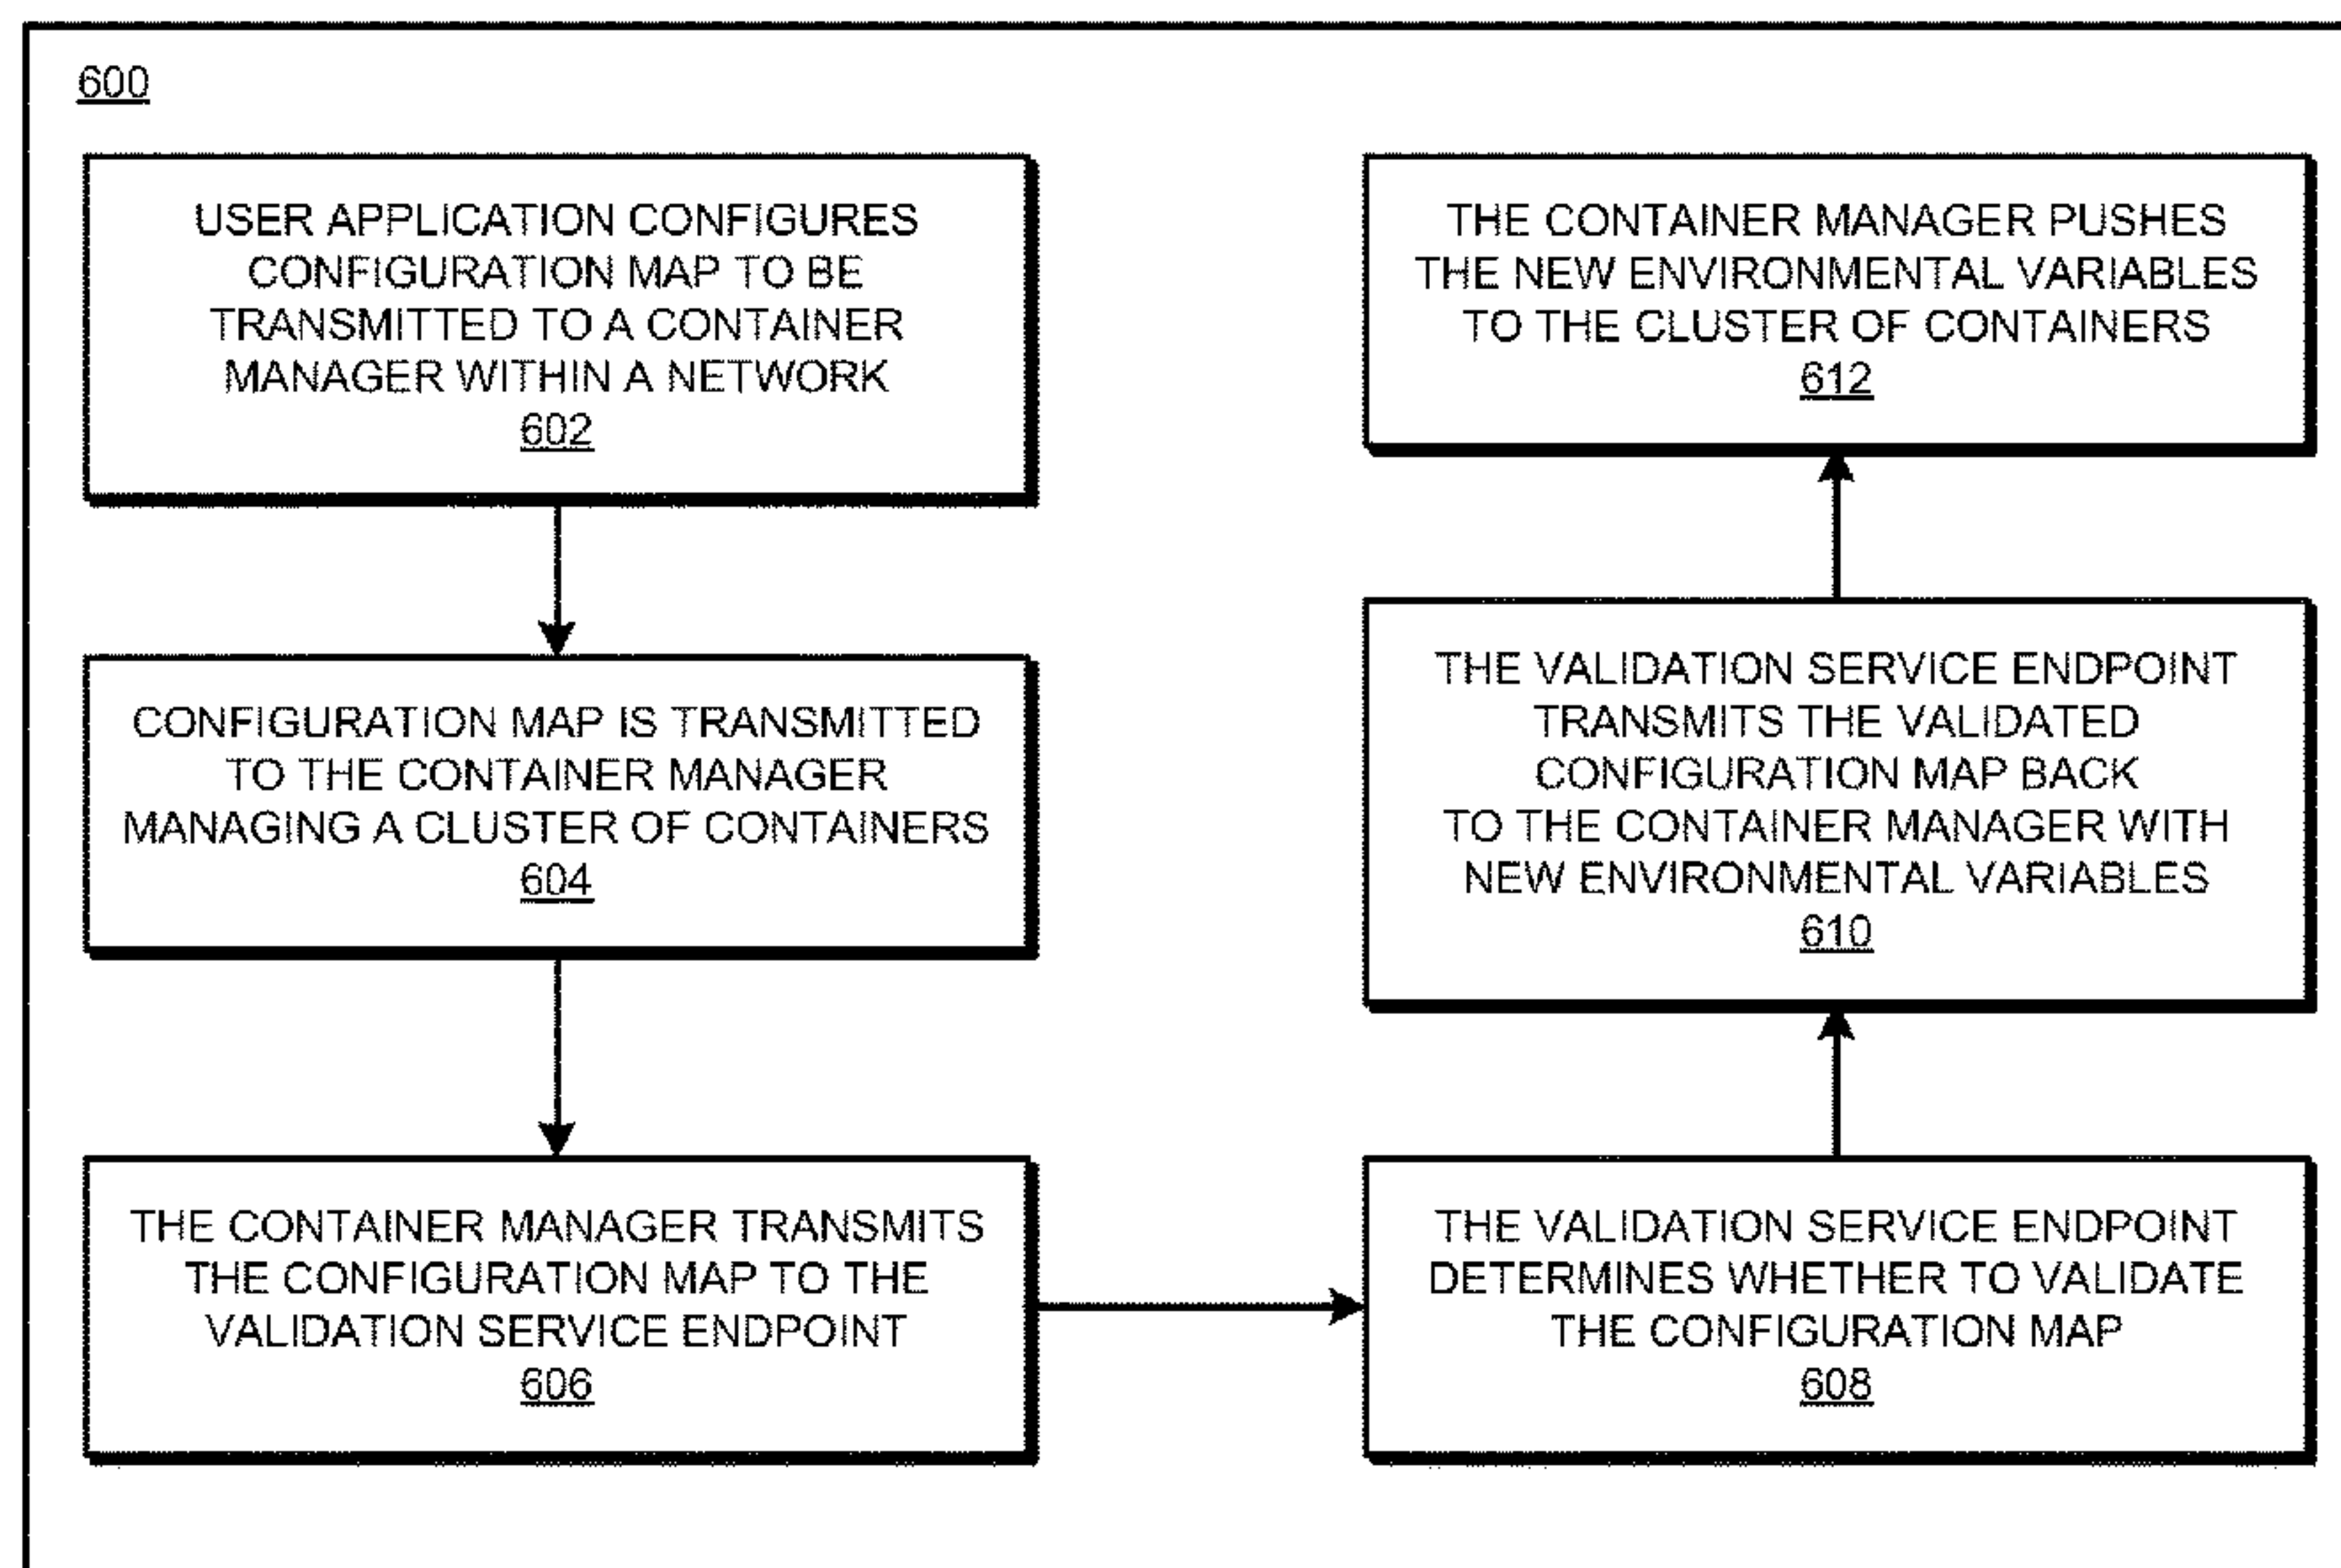 600
USER APPLICATION CONFIGURES
CONFIGURATION MAP TO BE
TRANSMITTED TO A CONTAINER
MANAGER WITHIN A NETWORK
602
CONFIGURATION MAP IS TRANSMITTED
TO THE CONTAINER MANAGER
MANAGING A CLUSTER OF CONTAINERS
604
THE CONTAINER MANAGER TRANSMITS
THE CONFIGURATION MAP TO THE
VALIDATION SERVICE ENDPOINT
606
THE VALIDATION SERVICE ENDPOINT
DETERMINES WHETHER TO VALIDATE
THE CONFIGURATION MAP
608
THE VALIDATION SERVICE ENDPOINT
TRANSMITS THE VALIDATED
CONFIGURATION MAP BACK
TO THE CONTAINER MANAGER WITH
NEW ENVIRONMENTAL VARIABLES
610
THE CONTAINER MANAGER PUSHES
THE NEW ENVIRONMENTAL VARIABLES
TO THE CLUSTER OF CONTAINERS
612